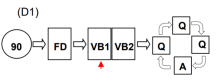 (D1)
90 FD VB1 VB2 Q Q Q A